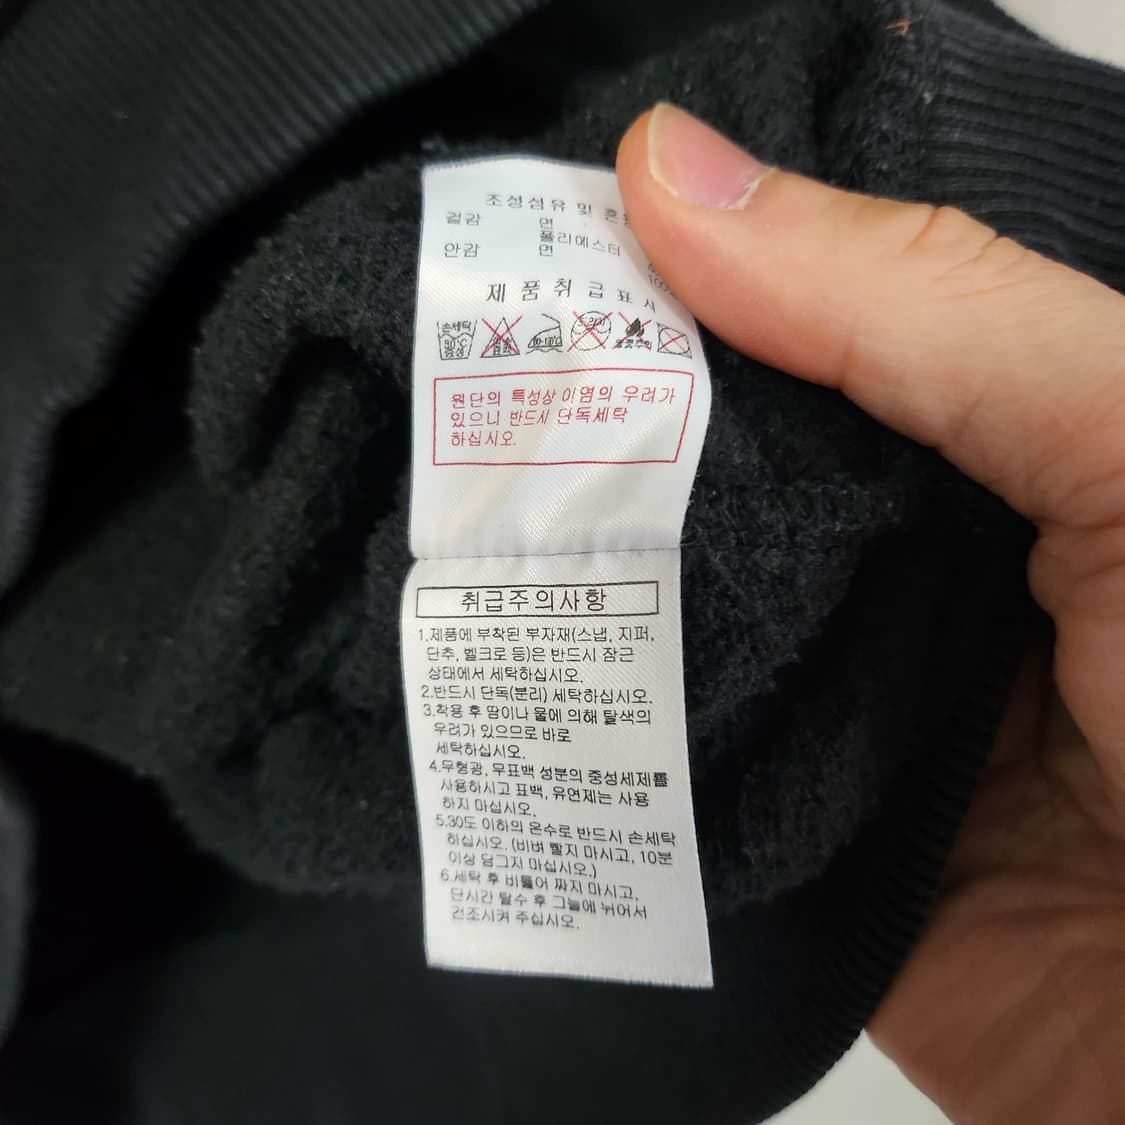 조성섬유 및 혼
겉감 면
폴리에스터
안감 면
제품취급표시
손세탁
30°C
중성
원단의 특성상 이염의 우려가
있으니 반드시 단독세탁
하십시오.
취급주의사항
1.제품에 부착된 부자재(스냅, 지퍼,
단추, 벨크로 등)은 반드시 잠근
상태에서 세탁하십시오.
2.반드시 단독(분리) 세탁하십시오.
3.착용 후 땀이나 물에 의해 탈색의
우려가 있으므로 바로
세탁하십시오.
4.무형광, 무표백 성분의 중성세제를
사용하시고 표백, 유연제는 사용
하지 마십시오.
5.30도 이하의 온수로 반드시 손세탁
하십시오. (비벼 빨지 마시고, 10분
이상 담그지 마십시오.)
6.세탁 후 비틀어 짜지 마시고,
단시간 탈수 후 그늘에 뉘어서
건조시켜 주십시오.